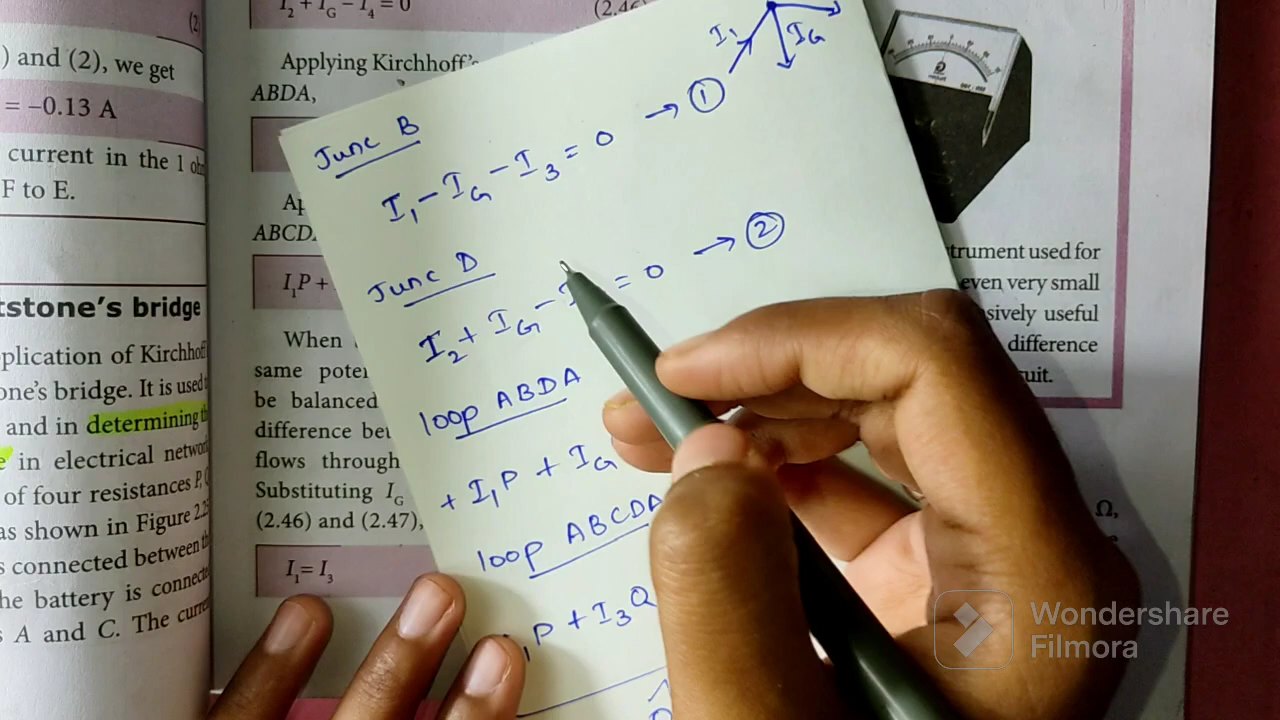 (2)
) and (2), we get
= −0.13 A
current in the 1 ohm
F to E.
tstone's bridge
plication of Kirchhoff
one's bridge. It is used
and in determining
in electrical network
of four resistances P, Q
as shown in Figure
connected between
he battery is connected
A and C. The current
I₂ + I_G − I₄ = 0
(2.46)
Applying Kirchhoff's
ABDA,
ABCD
I₁P +
When
same
be balanced
difference
flows through
Substituting I_G
(2.46) and (2.47),
I₁ = I₃
Junc B
I₁ − I_G − I₃ = 0 → ①
I₁
I_G
Junc D
I₂ + I_G − = 0 → ②
loop ABDA
+ I₁P + I_G
loop ABCDA
P + I₃Q
strument used for
even very small
sively useful
difference
Ω,
Wondershare
Filmora